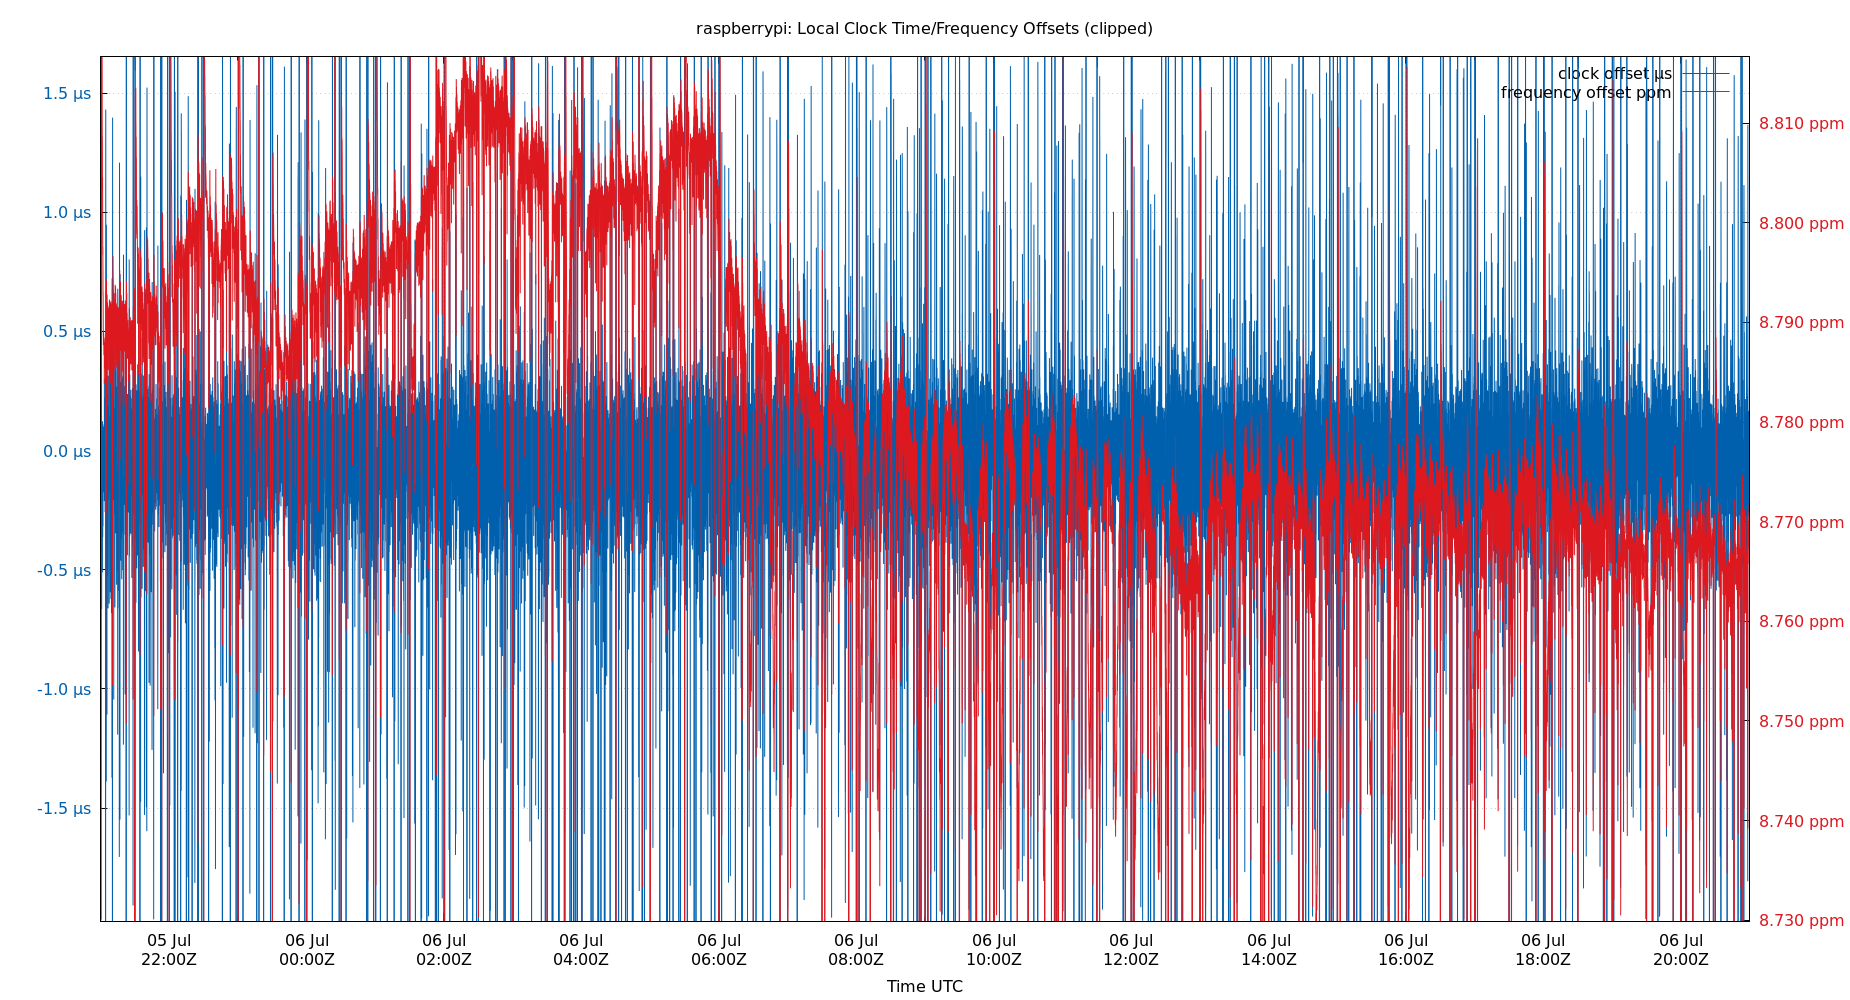 raspberrypi: Local Clock Time/Frequency Offsets (clipped)
clock offset µs
frequency offset ppm
1.5 µs
1.0 µs
0.5 µs
0.0 µs
-0.5 µs
-1.0 µs
-1.5 µs
8.810 ppm
8.800 ppm
8.790 ppm
8.780 ppm
8.770 ppm
8.760 ppm
8.750 ppm
8.740 ppm
8.730 ppm
05 Jul 06 Jul 06 Jul 06 Jul 06 Jul 06 Jul 06 Jul 06 Jul 06 Jul 06 Jul 06 Jul 06 Jul
22:00Z 00:00Z 02:00Z 04:00Z 06:00Z 08:00Z 10:00Z 12:00Z 14:00Z 16:00Z 18:00Z 20:00Z
Time UTC